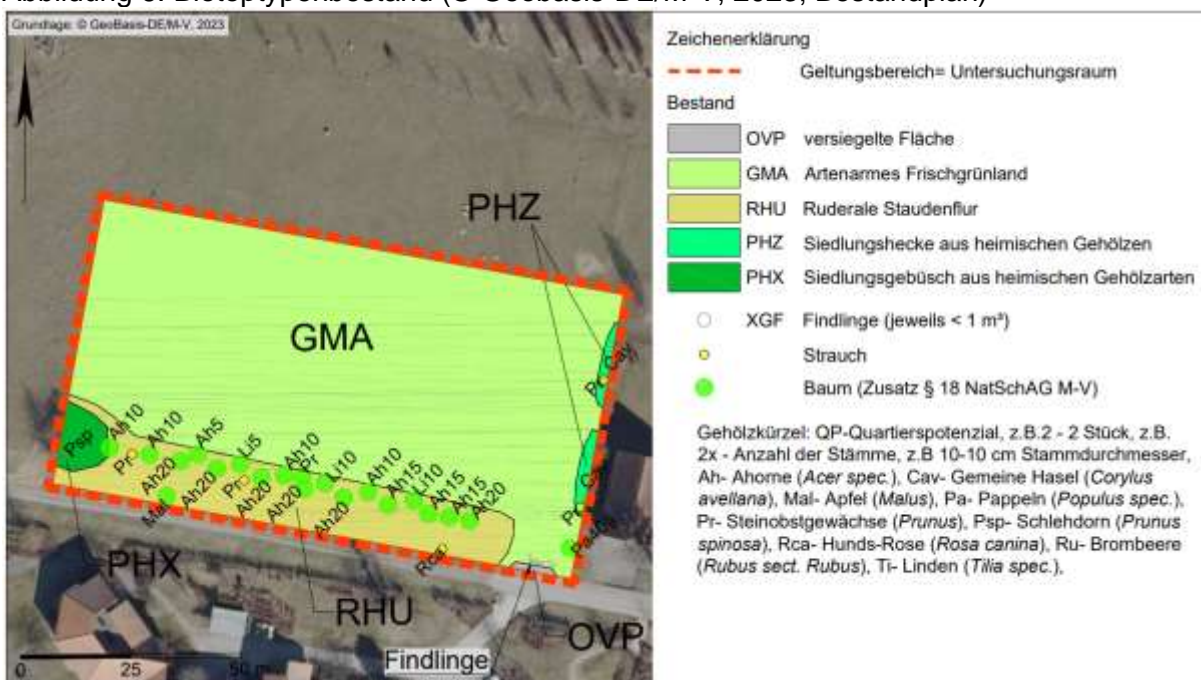 Abbildung 6: Biotoptypenbestand (© Geobasis-DE/M-V, 2023, Bestandplan)
Grundlage: © GeoBasis-DE/M-V, 2023
Zeichenerklärung
Geltungsbereich= Untersuchungsraum
Bestand
OVP versiegelte Fläche
GMA Artenarmes Frischgrünland
RHU Ruderale Staudenflur
PHZ Siedlungshecke aus heimischen Gehölzen
PHX Siedlungsgebüsch aus heimischen Gehölzarten
XGF Findlinge (jeweils < 1 m²)
Strauch
Baum (Zusatz § 18 NatSchAG M-V)
Gehölzkürzel: QP-Quartierspotenzial, z.B.2 - 2 Stück, z.B.
2x - Anzahl der Stämme, z.B 10-10 cm Stammdurchmesser,
Ah- Ahorne (Acer spec.), Cav- Gemeine Hasel (Corylus
avellana), Mal- Apfel (Malus), Pa- Pappeln (Populus spec.),
Pr- Steinobstgewächse (Prunus), Psp- Schlehdorn (Prunus
spinosa), Rca- Hunds-Rose (Rosa canina), Ru- Brombeere
(Rubus sect. Rubus), Ti- Linden (Tilia spec.),
PHZ
GMA
Pr
Cav
Psp
Ah10
Ah10
Ah5
Li5
Ah10
Pr
Li10
Ah10
Li10
Ah15
Ah15
Ah20
Pr
Ah20
Mal
Ah20
Pr
Ah20
Ah20
Ah20
Rca
Pr
PHX
RHU
OVP
Findlinge
0 25 50 m